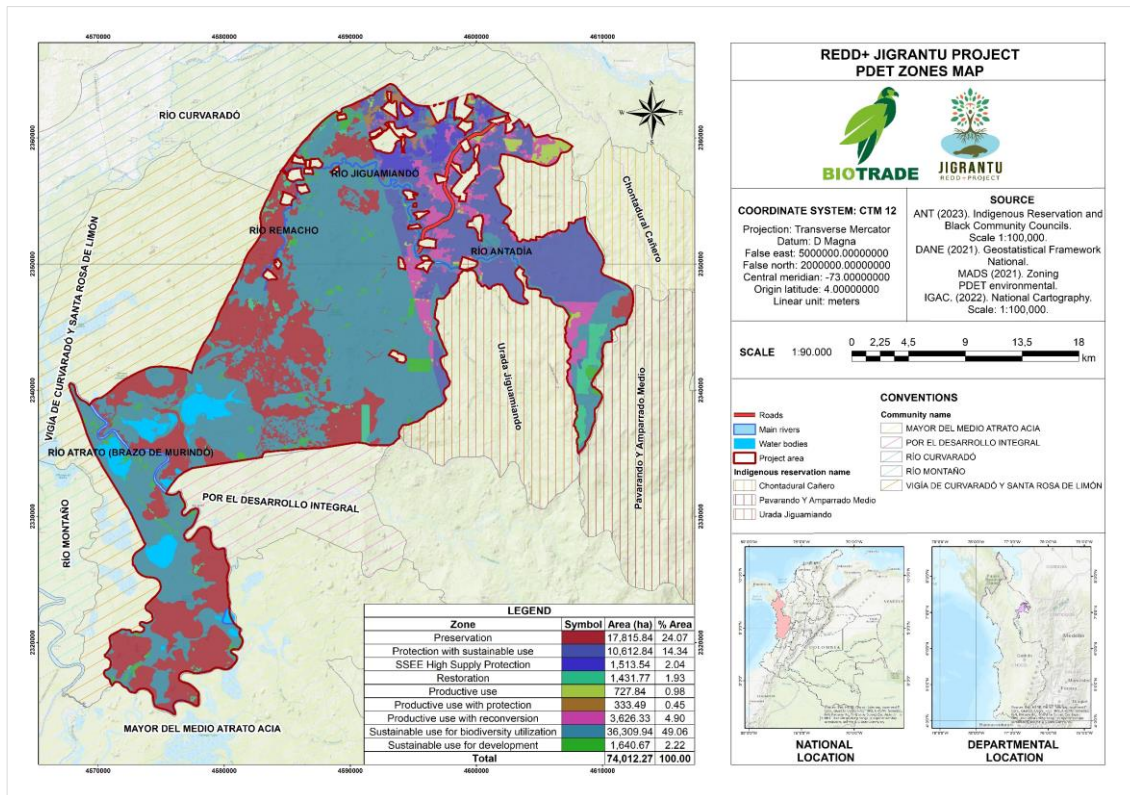 4570000 4580000 4590000 4600000 4610000
2360000
2350000
2340000
2330000
2320000
RÍO CURVARADÓ
RÍO JIGUAMIANDÓ
RÍO REMACHO
RÍO ANTADÍA
Chontadural Cañero
VIGÍA DE CURVARADÓ Y SANTA ROSA DE LIMÓN
Urada Jiguamiando
Pavarando Y Amparrado Medio
RÍO ATRATO (BRAZO DE MURINDÓ)
POR EL DESARROLLO INTEGRAL
RÍO MONTAÑO
MAYOR DEL MEDIO ATRATO ACIA
LEGEND
Zone Symbol Area (ha) % Area
Preservation 17,815.84 24.07
Protection with sustainable use 10,612.84 14.34
SSEE High Supply Protection 1,513.54 2.04
Restoration 1,431.77 1.93
Productive use 727.84 0.98
Productive use with protection 333.49 0.45
Productive use with reconversion 3,626.33 4.90
Sustainable use for biodiversity utilization 36,309.94 49.06
Sustainable use for development 1,640.67 2.22
Total 74,012.27 100.00
4570000 4580000 4590000 4600000 4610000
REDD+ JIGRANTU PROJECT
PDET ZONES MAP
BIOTRADE
JIGRANTU
REDD+PROJECT
COORDINATE SYSTEM: CTM 12
Projection: Transverse Mercator
Datum: D Magna
False east: 5000000.00000000
False north: 2000000.00000000
Central meridian: -73.00000000
Origin latitude: 4.00000000
Linear unit: meters
SOURCE
ANT (2023). Indigenous Reservation and
Black Community Councils.
Scale 1:100,000.
DANE (2021). Geostatistical Framework
National.
MADS (2021). Zoning
PDET environmental.
IGAC. (2022). National Cartography.
Scale: 1:100,000.
SCALE 1:90.000
0 2,25 4,5 9 13,5 18
km
CONVENTIONS
Roads
Main rivers
Water bodies
Project area
Indigenous reservation name
Chontadural Cañero
Pavarando Y Amparrado Medio
Urada Jiguamiando
Community name
MAYOR DEL MEDIO ATRATO ACIA
POR EL DESARROLLO INTEGRAL
RÍO CURVARADÓ
RÍO MONTAÑO
VIGÍA DE CURVARADÓ Y SANTA ROSA DE LIMÓN
COLOMBIA
NATIONAL
LOCATION
DEPARTMENTAL
LOCATION